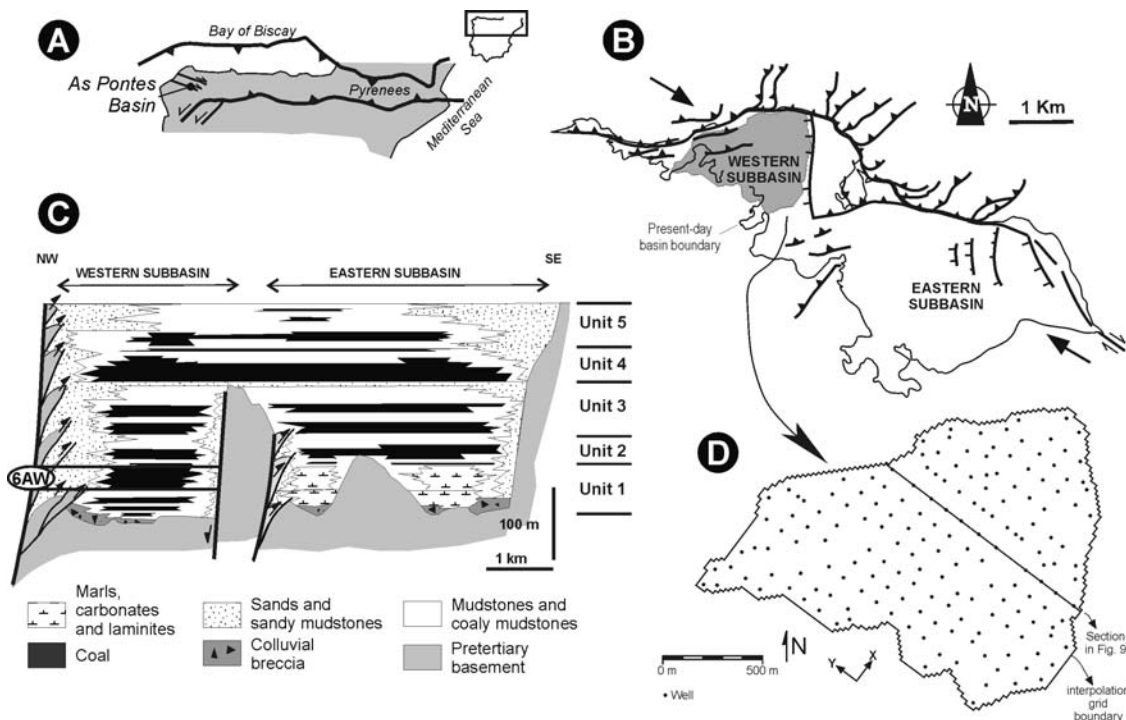 A
Bay of Biscay
As Pontes
Basin
Pyrenees
Mediterranean
Sea
B
N
1 Km
WESTERN
SUBBASIN
Present-day
basin boundary
EASTERN
SUBBASIN
C
NW
WESTERN SUBBASIN
EASTERN SUBBASIN
SE
Unit 5
Unit 4
Unit 3
Unit 2
Unit 1
6AW
100 m
1 km
Marls,
carbonates
and laminites
Sands and
sandy mudstones
Mudstones and
coaly mudstones
Coal
Colluvial
breccia
Pretertiary
basement
D
0 m
500 m
N
Y
X
• Well
Section
in Fig. 9
interpolation
grid
boundary